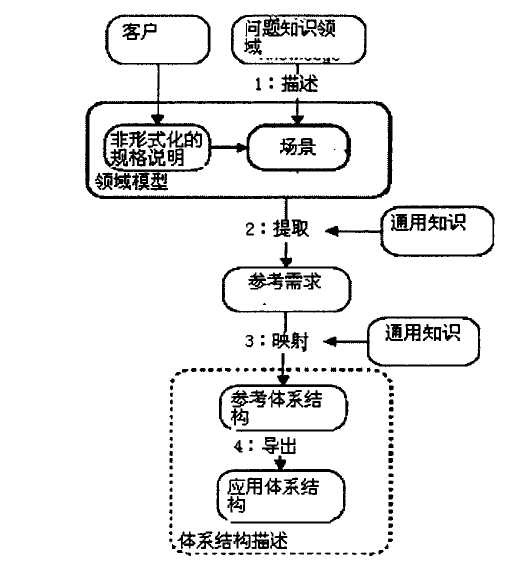 客户
问题知识领
域
1：描述
非形式化的
规格说明
场景
领域模型
2：提取
通用知识
参考需求
3：映射
通用知识
参考体系结
构
4：导出
应用体系结
构
体系结构描述